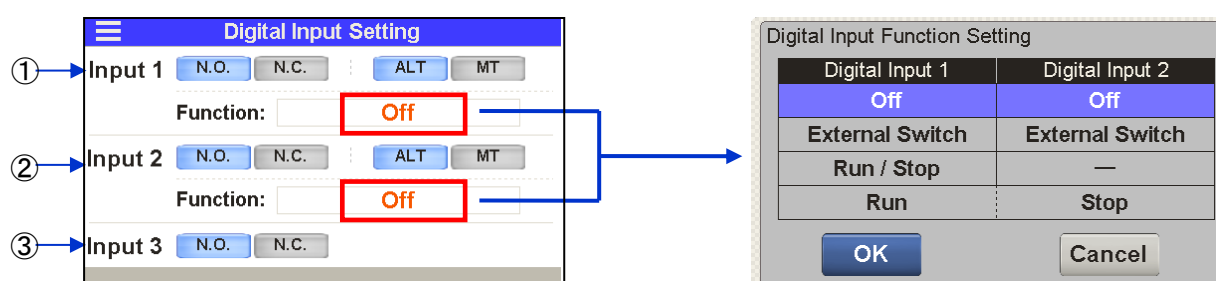 Digital Input Setting
① Input 1 N.O. N.C. ALT MT
Function: Off
② Input 2 N.O. N.C. ALT MT
Function: Off
③ Input 3 N.O. N.C.
Digital Input Function Setting
Digital Input 1 Digital Input 2
Off Off
External Switch External Switch
Run / Stop —
Run Stop
OK Cancel